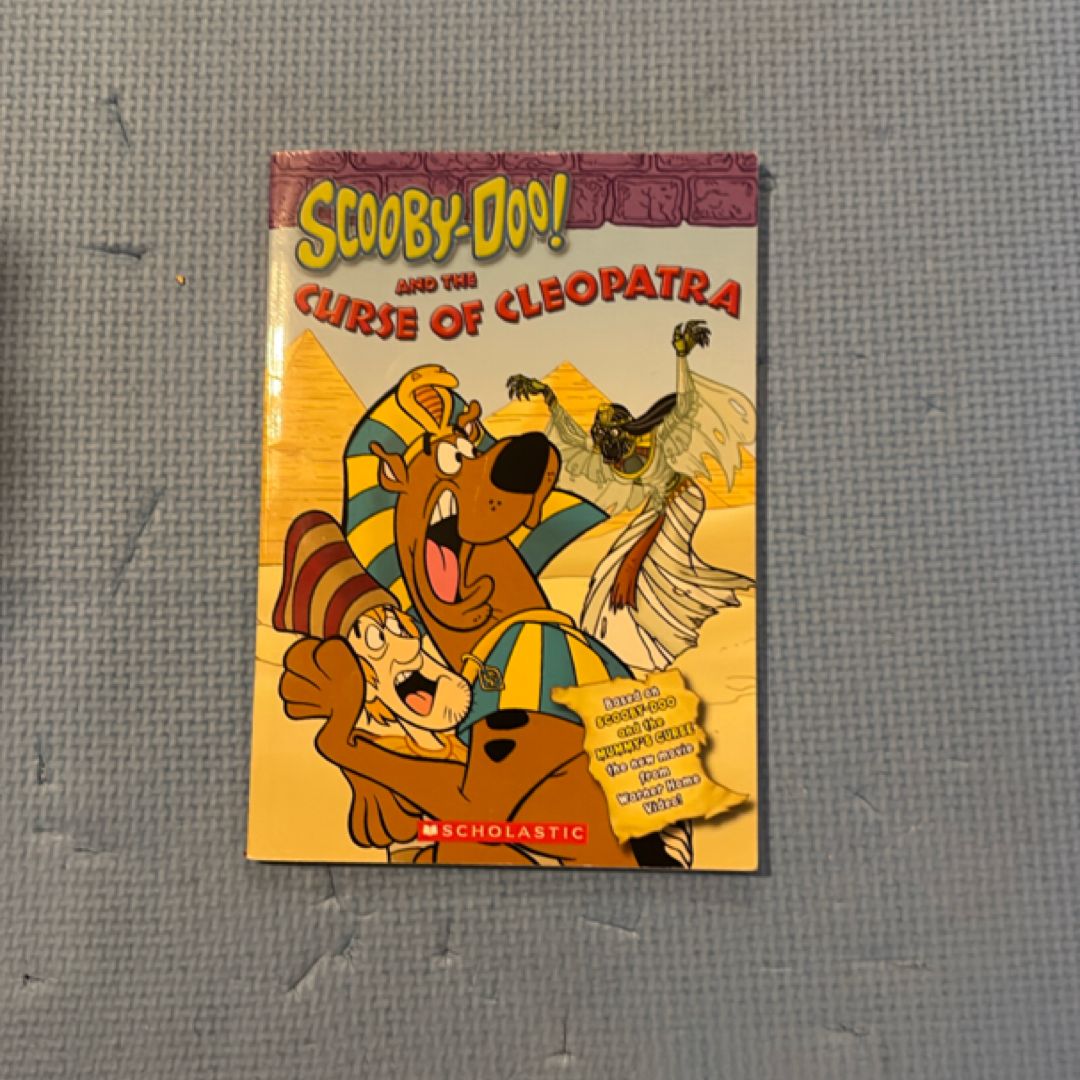 SCOOBY-DOO!
AND THE
CURSE OF CLEOPATRA
Based on
SCOOBY-DOO
and the
MUMMY'S CURSE
the new movie
from
Warner Home
Video!
SCHOLASTIC